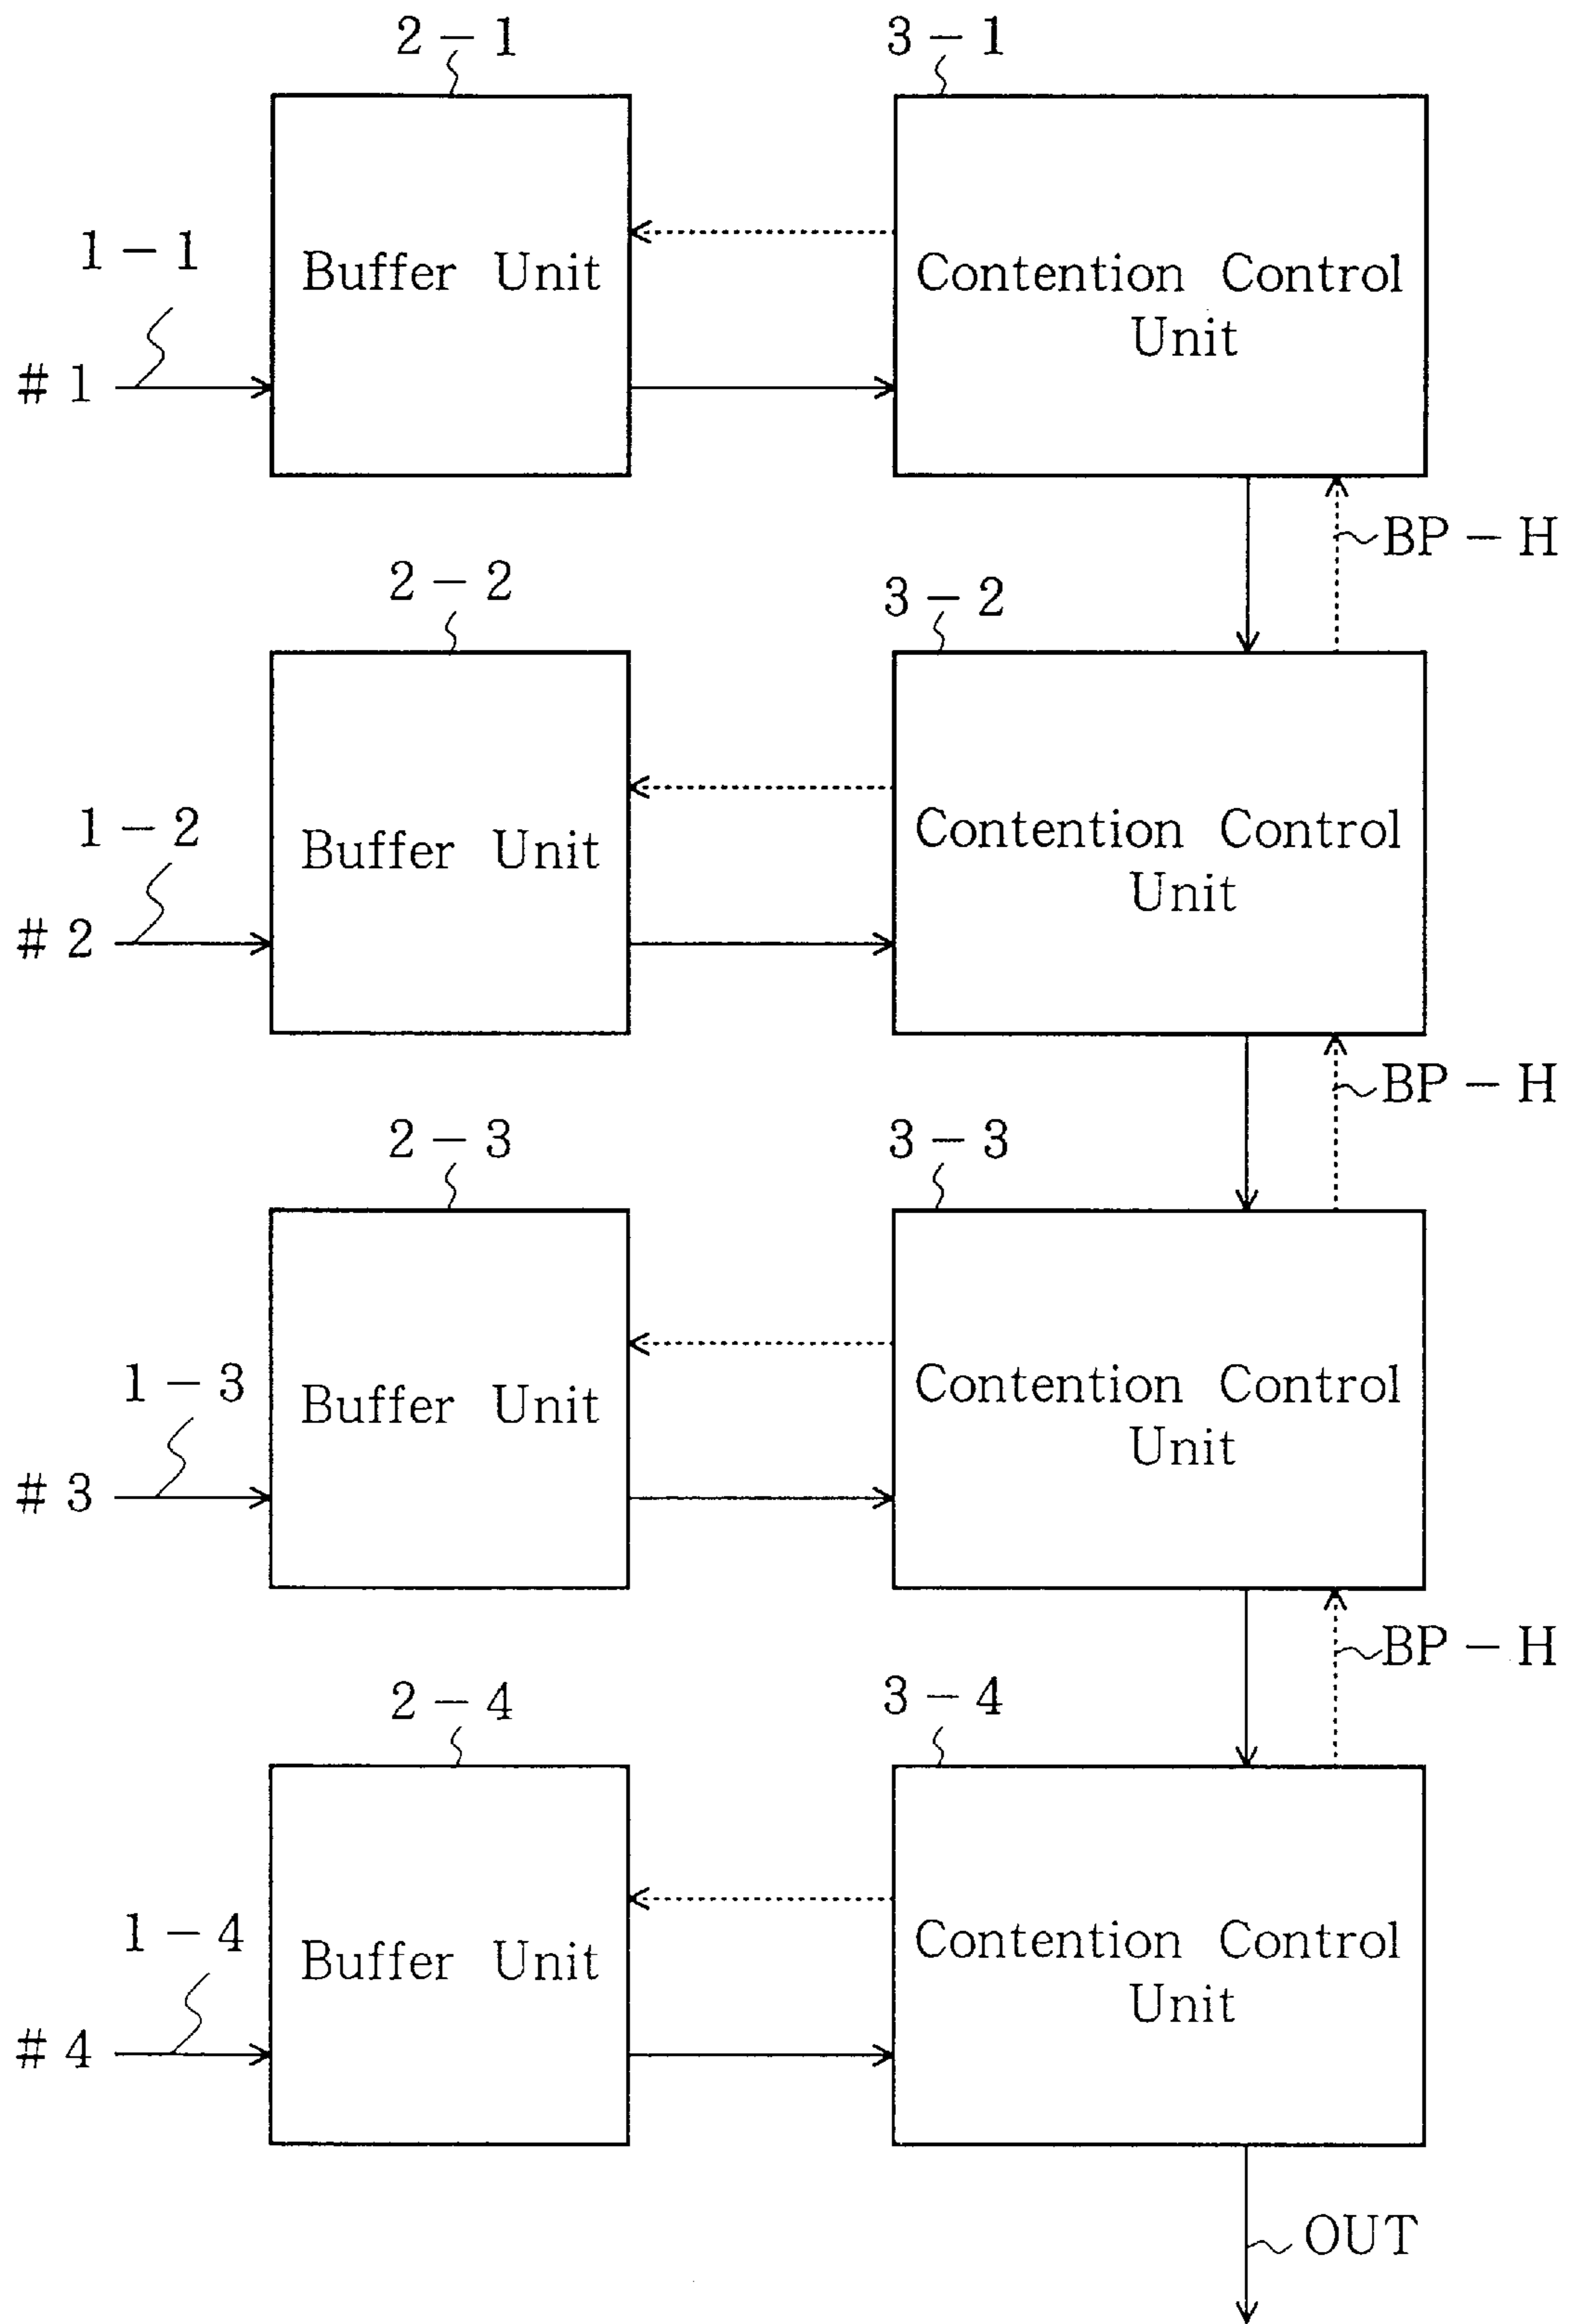 2-1
3-1
1-1
Buffer Unit
Contention Control
Unit
#1
BP-H
2-2
3-2
1-2
Buffer Unit
Contention Control
Unit
#2
BP-H
2-3
3-3
1-3
Buffer Unit
Contention Control
Unit
#3
BP-H
2-4
3-4
1-4
Buffer Unit
Contention Control
Unit
#4
OUT